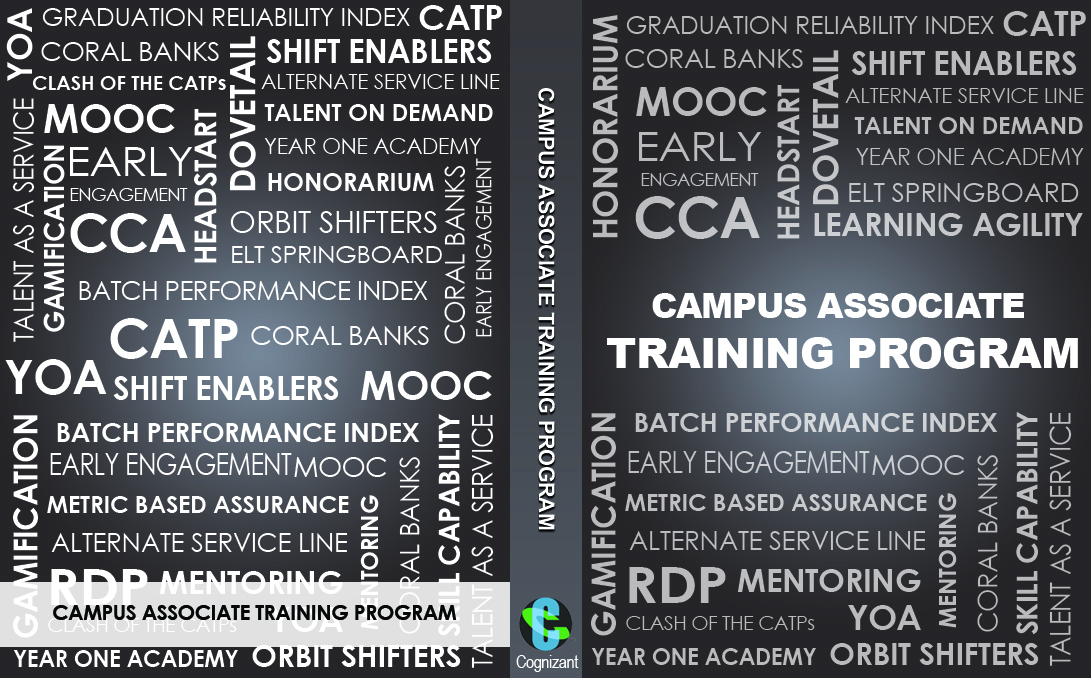 YOA
GRADUATION RELIABILITY INDEX
CATP
CORAL BANKS
SHIFT ENABLERS
CLASH OF THE CATPs
DOVETAIL
ALTERNATE SERVICE LINE
TALENT AS A SERVICE
MOOC
HEADSTART
TALENT ON DEMAND
GAMIFICATION
EARLY
ENGAGEMENT
YEAR ONE ACADEMY
HONORARIUM
CORAL BANKS
EARLY ENGAGEMENT
CCA
ORBIT SHIFTERS
ELT SPRINGBOARD
BATCH PERFORMANCE INDEX
CATP
CORAL BANKS
YOA
SHIFT ENABLERS
MOOC
GAMIFICATION
BATCH PERFORMANCE INDEX
SKILL CAPABILITY
TALENT AS A SERVICE
EARLY ENGAGEMENT
MOOC
CORAL BANKS
METRIC BASED ASSURANCE
MENTORING
ALTERNATE SERVICE LINE
RDP
MENTORING
CAMPUS ASSOCIATE TRAINING PROGRAM
CLASH OF THE CATPs
YOA
YEAR ONE ACADEMY
ORBIT SHIFTERS
CAMPUS ASSOCIATE TRAINING PROGRAM
Cognizant
HONORARIUM
GRADUATION RELIABILITY INDEX
CATP
CORAL BANKS
SHIFT ENABLERS
DOVETAIL
MOOC
HEADSTART
ALTERNATE SERVICE LINE
TALENT ON DEMAND
EARLY
ENGAGEMENT
YEAR ONE ACADEMY
CCA
ELT SPRINGBOARD
LEARNING AGILITY
CAMPUS ASSOCIATE
TRAINING PROGRAM
GAMIFICATION
BATCH PERFORMANCE INDEX
SKILL CAPABILITY
TALENT AS A SERVICE
EARLY ENGAGEMENT
MOOC
CORAL BANKS
METRIC BASED ASSURANCE
MENTORING
ALTERNATE SERVICE LINE
RDP
MENTORING
CLASH OF THE CATPs
YOA
YEAR ONE ACADEMY
ORBIT SHIFTERS